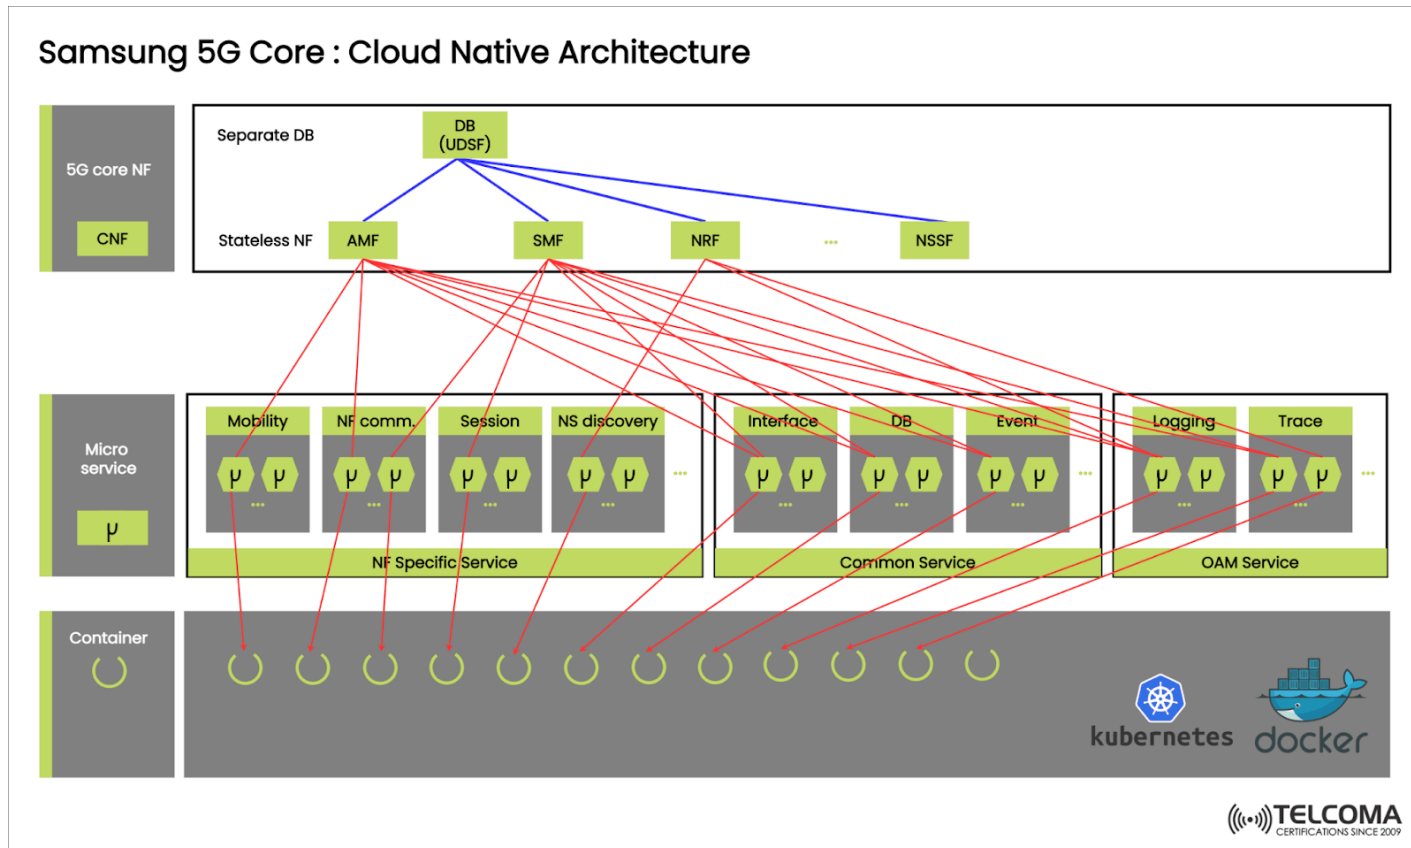 Samsung 5G Core : Cloud Native Architecture
5G core NF
CNF
Separate DB
DB
(UDSF)
Stateless NF
AMF
SMF
NRF
...
NSSF
Micro
service
μ
Mobility
NF comm.
Session
NS discovery
μ μ
μ μ
μ μ
μ μ
...
...
...
...
...
NF Specific Service
Interface
DB
Event
μ μ
μ μ
μ μ
...
...
...
...
Common Service
Logging
Trace
μ μ
μ μ
...
...
...
OAM Service
Container
kubernetes
docker
TELCOMA
CERTIFICATIONS SINCE 2009